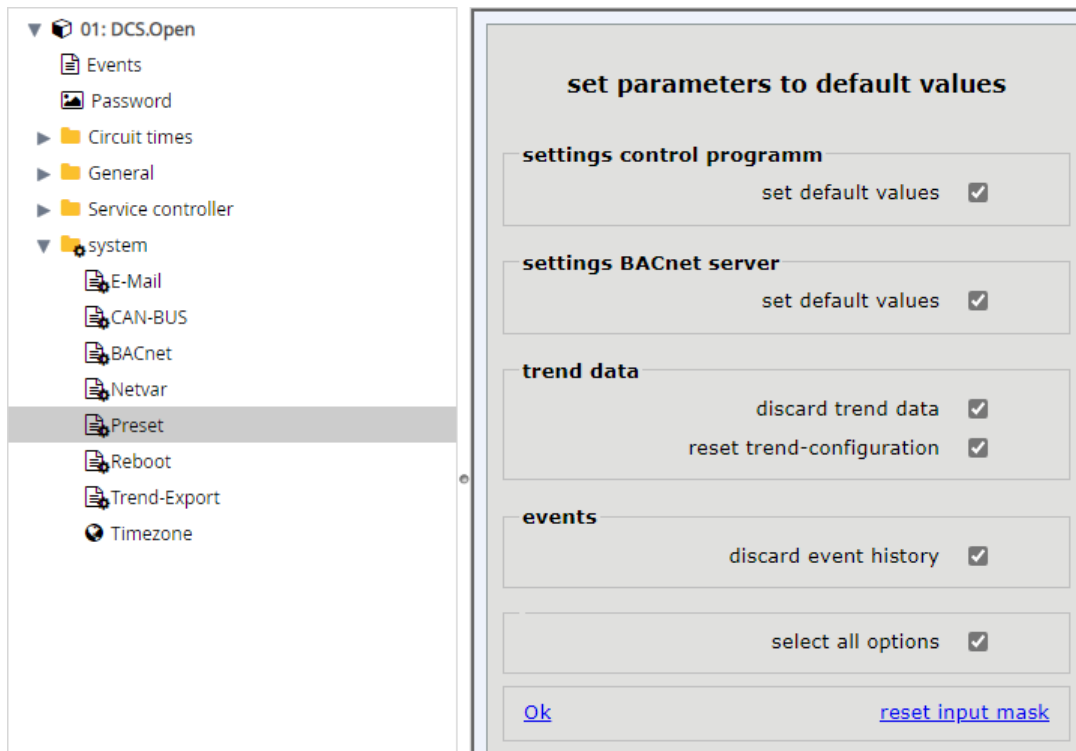 01: DCS.Open
Events
Password
Circuit times
General
Service controller
system
E-Mail
CAN-BUS
BACnet
Netvar
Preset
Reboot
Trend-Export
Timezone
set parameters to default values
settings control programm
set default values
settings BACnet server
set default values
trend data
discard trend data
reset trend-configuration
events
discard event history
select all options
Ok reset input mask